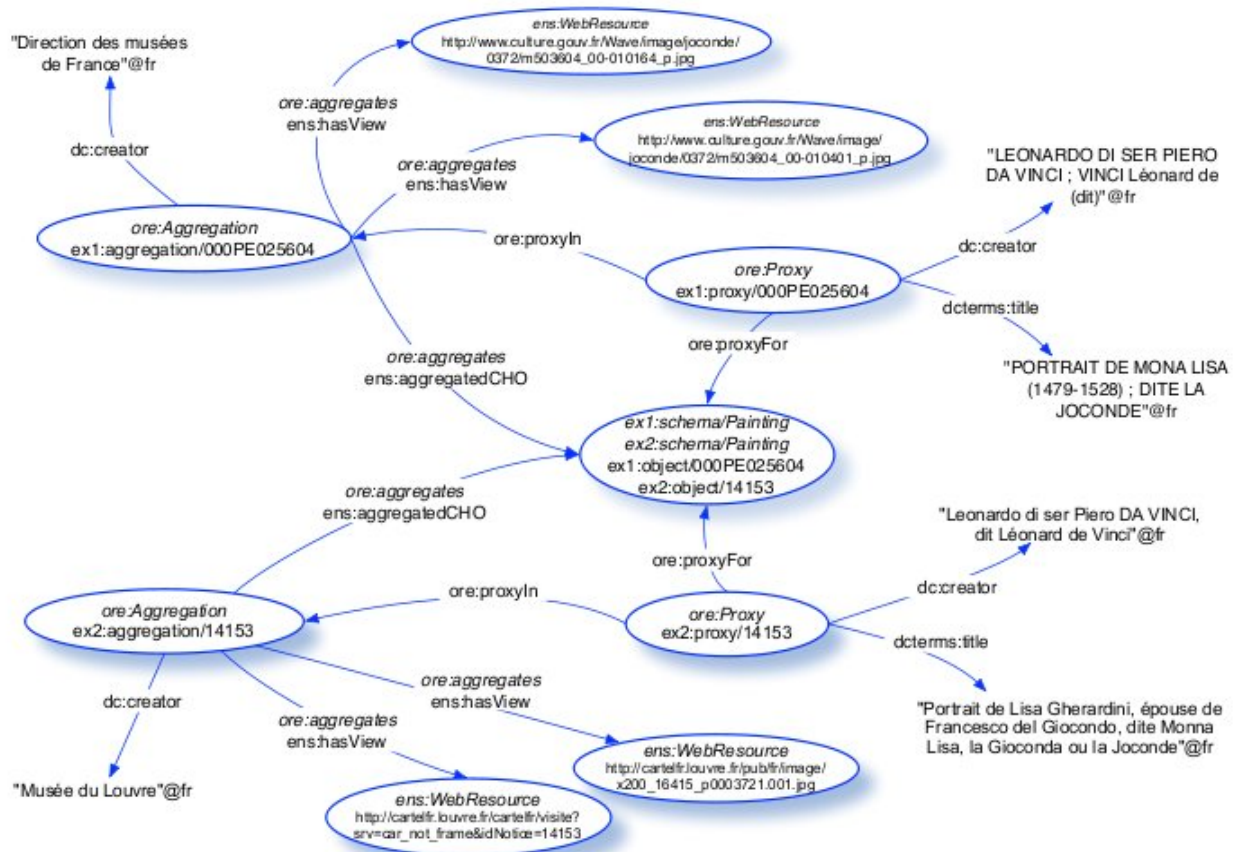 ens:WebResource
http://www.culture.gouv.fr/Wave/image/joconde/
0372/m503604_00-010164_p.jpg
"Direction des musées
de France"@fr
ore:aggregates
ens:hasView
dc:creator
ens:WebResource
http://www.culture.gouv.fr/Wave/image/
joconde/0372/m503604_00-010401_p.jpg
ore:aggregates
ens:hasView
"LEONARDO DI SER PIERO
DA VINCI ; VINCI Léonard de
(dit)"@fr
ore:Aggregation
ex1:aggregation/000PE025604
ore:proxyIn
dc:creator
ore:Proxy
ex1:proxy/000PE025604
dcterms:title
ore:proxyFor
ore:aggregates
ens:aggregatedCHO
"PORTRAIT DE MONA LISA
(1479-1528) ; DITE LA
JOCONDE"@fr
ex1:schema/Painting
ex2:schema/Painting
ex1:object/000PE025604
ex2:object/14153
ore:aggregates
ens:aggregatedCHO
"Leonardo di ser Piero DA VINCI,
dit Léonard de Vinci"@fr
ore:proxyFor
ore:proxyIn
dc:creator
ore:Aggregation
ex2:aggregation/14153
ore:Proxy
ex2:proxy/14153
dcterms:title
dc:creator
ore:aggregates
ens:hasView
ore:aggregates
ens:hasView
"Portrait de Lisa Gherardini, épouse de
Francesco del Giocondo, dite Monna
Lisa, la Gioconda ou la Joconde"@fr
ens:WebResource
http://cartelfr.louvre.fr/pub/fr/image/
x200_16415_p0003721.001.jpg
"Musée du Louvre"@fr
ens:WebResource
http://cartelfr.louvre.fr/cartelfr/visite?
srv=car_not_frame&idNotice=14153